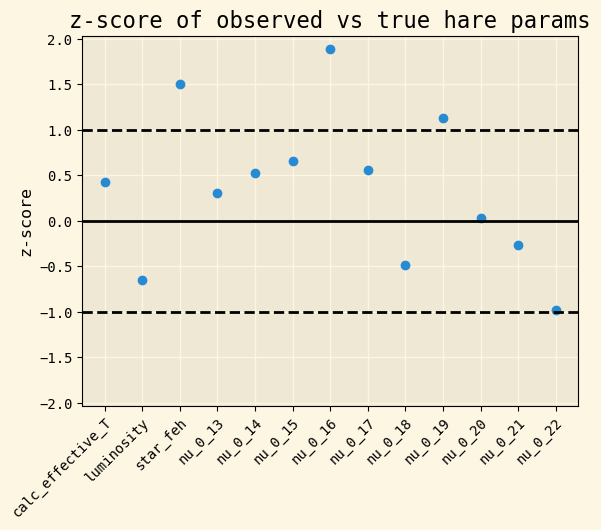 z-score of observed vs true hare params
z-score
2.0
1.5
1.0
0.5
0.0
−0.5
−1.0
−1.5
−2.0
calc_effective_T
luminosity
star_feh
nu_0_13
nu_0_14
nu_0_15
nu_0_16
nu_0_17
nu_0_18
nu_0_19
nu_0_20
nu_0_21
nu_0_22